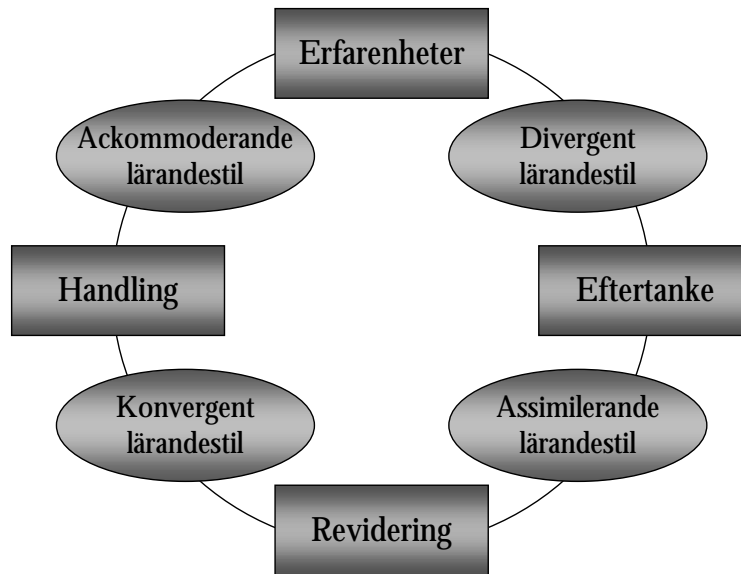 Erfarenheter
Ackommoderande
lärandestil
Divergent
lärandestil
Handling
Eftertanke
Konvergent
lärandestil
Assimilerande
lärandestil
Revidering